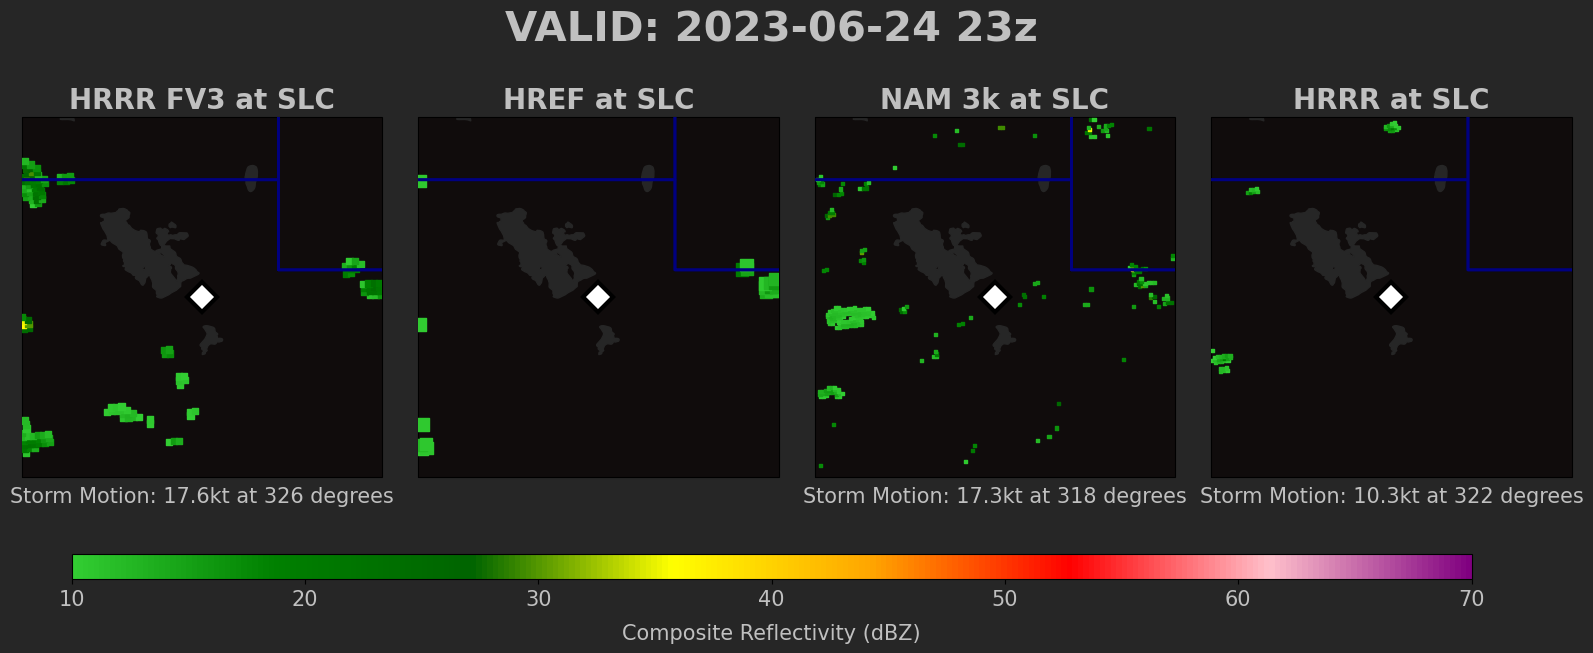 VALID: 2023-06-24 23z
HRRR FV3 at SLC
HREF at SLC
NAM 3k at SLC
HRRR at SLC
Storm Motion: 17.6kt at 326 degrees
Storm Motion: 17.3kt at 318 degrees
Storm Motion: 10.3kt at 322 degrees
10 20 30 40 50 60 70
Composite Reflectivity (dBZ)